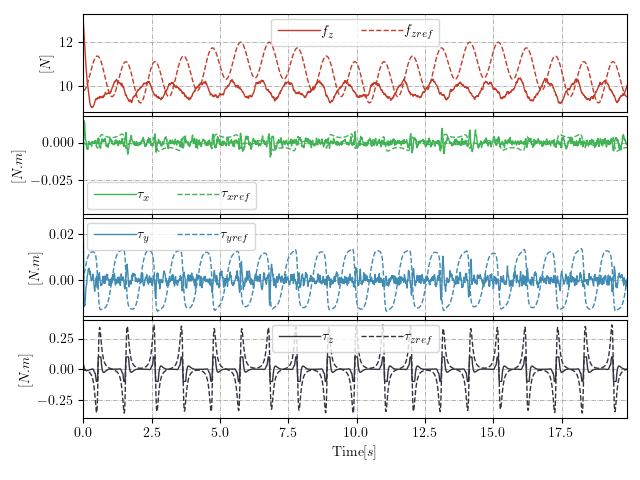 f_z f_zref
12
10
[N]
0.000
−0.025
[N.m]
τ_x τ_xref
τ_y τ_yref
0.02
0.00
[N.m]
τ_z τ_zref
0.25
0.00
−0.25
[N.m]
0.0 2.5 5.0 7.5 10.0 12.5 15.0 17.5
Time[s]